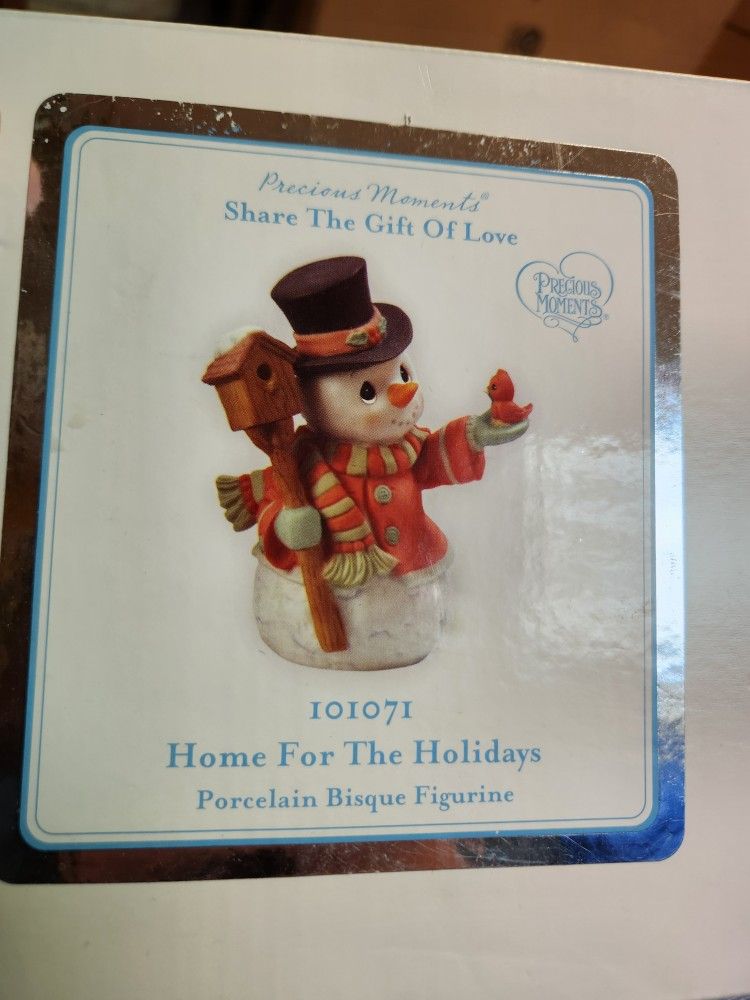 Precious Moments®
Share The Gift Of Love
PRECIOUS
MOMENTS®
101071
Home For The Holidays
Porcelain Bisque Figurine